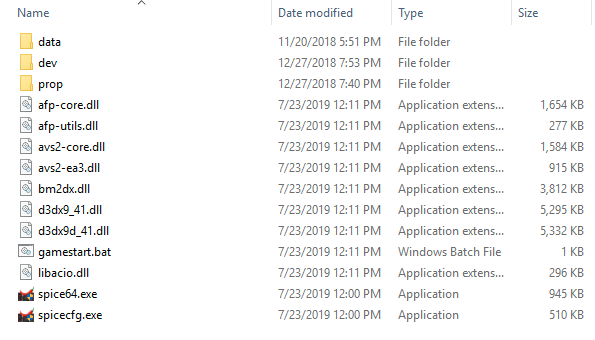 Name Date modified Type Size
data 11/20/2018 5:51 PM File folder
dev 12/27/2018 7:53 PM File folder
prop 12/27/2018 7:40 PM File folder
afp-core.dll 7/23/2019 12:11 PM Application extens... 1,654 KB
afp-utils.dll 7/23/2019 12:11 PM Application extens... 277 KB
avs2-core.dll 7/23/2019 12:11 PM Application extens... 1,584 KB
avs2-ea3.dll 7/23/2019 12:11 PM Application extens... 915 KB
bm2dx.dll 7/23/2019 12:11 PM Application extens... 3,812 KB
d3dx9_41.dll 7/23/2019 12:11 PM Application extens... 5,295 KB
d3dx9d_41.dll 7/23/2019 12:11 PM Application extens... 5,332 KB
gamestart.bat 7/23/2019 12:11 PM Windows Batch File 1 KB
libacio.dll 7/23/2019 12:11 PM Application extens... 296 KB
spice64.exe 7/23/2019 12:00 PM Application 945 KB
spicecfg.exe 7/23/2019 12:00 PM Application 510 KB